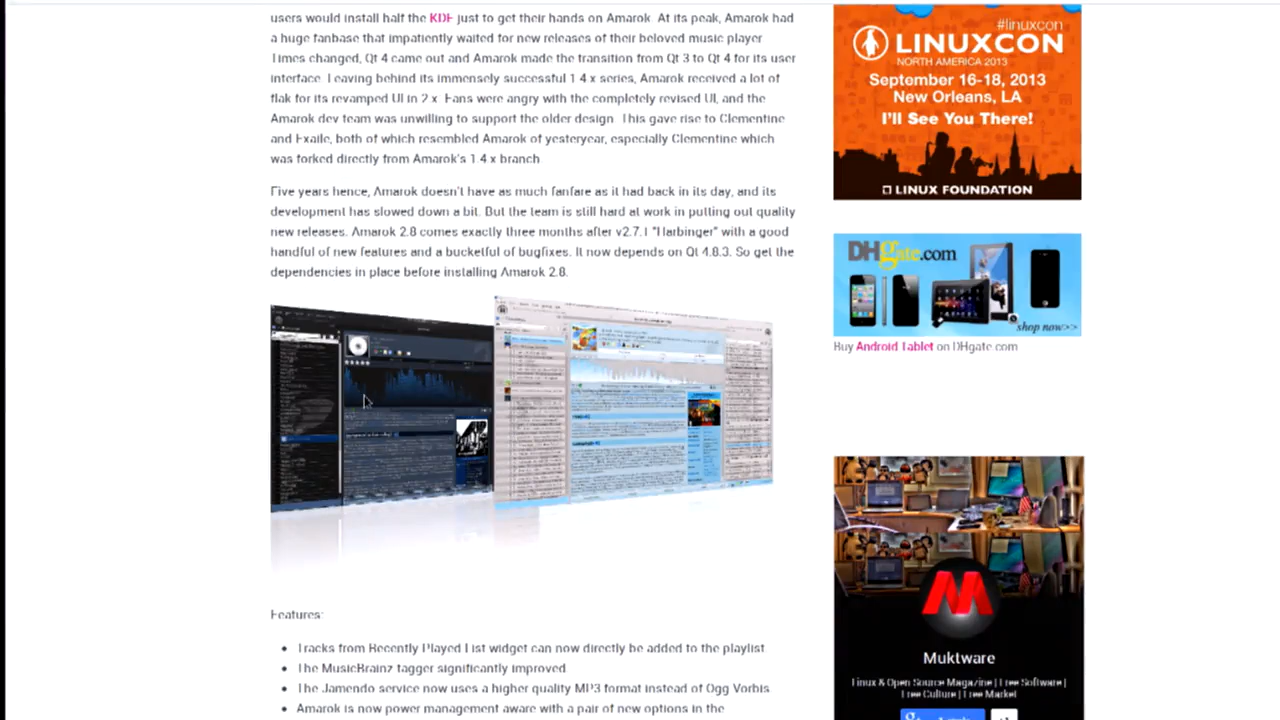 users would install half the KDE just to get their hands on Amarok. At its peak, Amarok had
a huge fanbase that impatiently waited for new releases of their beloved music player.
Times changed, Qt 4 came out and Amarok made the transition from Qt 3 to Qt 4 for its user
interface. Leaving behind its immensely successful 1.4.x series, Amarok received a lot of
flak for its revamped UI in 2.x. Fans were angry with the completely revised UI, and the
Amarok dev team was unwilling to support the older design. This gave rise to Clementine
and Exaile, both of which resembled Amarok of yesteryear, especially Clementine which
was forked directly from Amarok's 1.4.x branch.
Five years hence, Amarok doesn't have as much fanfare as it had back in its day, and its
development has slowed down a bit. But the team is still hard at work in putting out quality
new releases. Amarok 2.8 comes exactly three months after v2.7.1 "Harbinger" with a good
handful of new features and a bucketful of bugfixes. It now depends on Qt 4.8.3. So get the
dependencies in place before installing Amarok 2.8.
Features:
• Tracks from Recently Played List widget can now directly be added to the playlist.
• The MusicBrainz tagger significantly improved.
• The Jamendo service now uses a higher quality MP3 format instead of Ogg Vorbis.
• Amarok is now power management aware with a pair of new options in the
#linuxcon
LINUXCON
NORTH AMERICA 2013
September 16-18, 2013
New Orleans, LA
I'll See You There!
LINUX FOUNDATION
DHgate.com
shop now>>
Buy Android Tablet on DHgate.com
Muktware
Linux & Open Source Magazine | Free Software |
Free Culture | Free Market